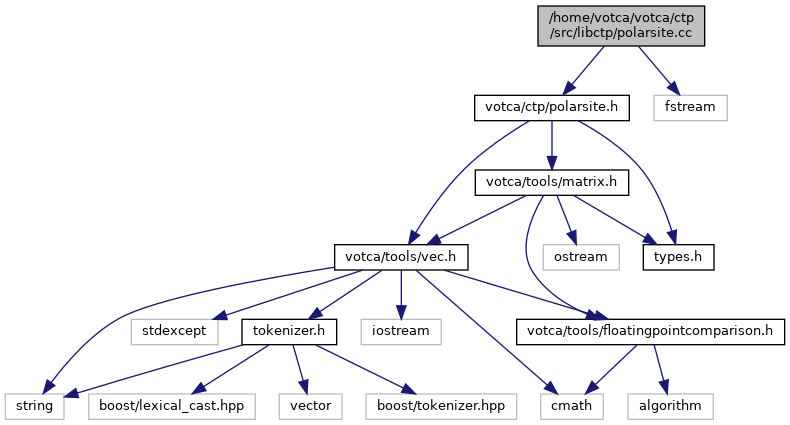 /home/votca/votca/ctp
/src/libctp/polarsite.cc
votca/ctp/polarsite.h
fstream
votca/tools/matrix.h
votca/tools/vec.h
ostream
types.h
stdexcept
tokenizer.h
iostream
votca/tools/floatingpointcomparison.h
string
boost/lexical_cast.hpp
vector
boost/tokenizer.hpp
cmath
algorithm